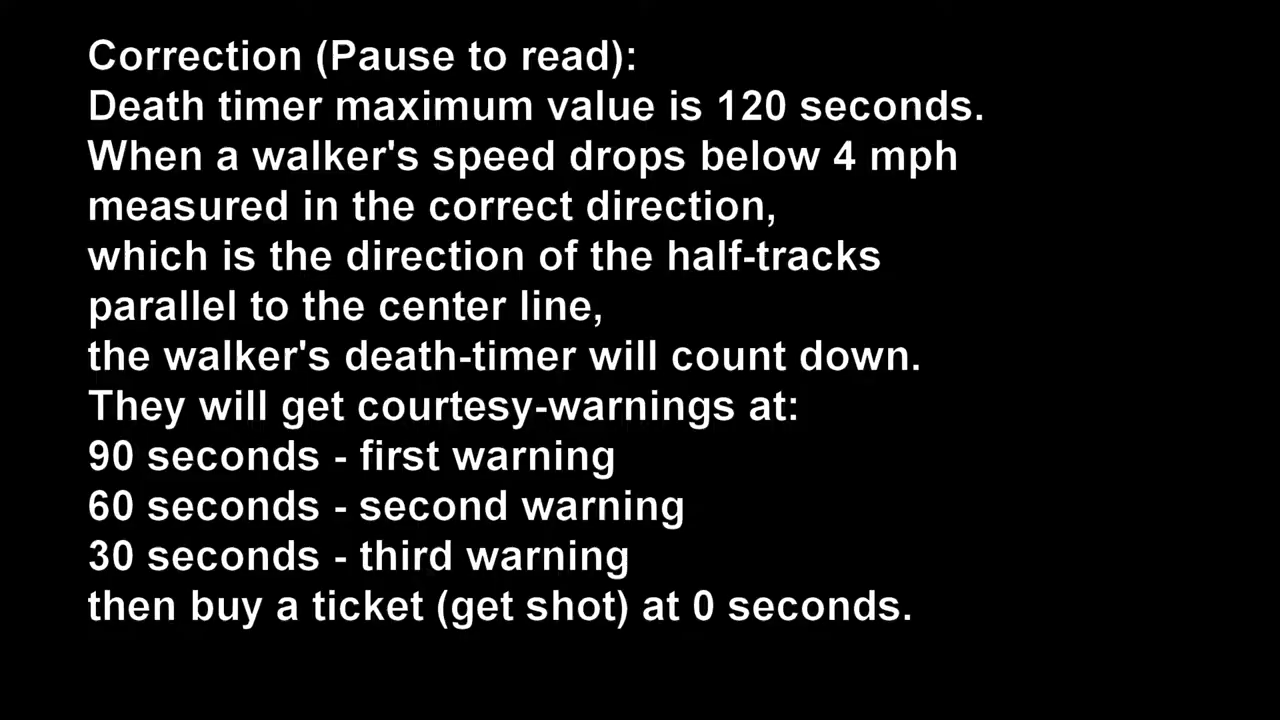 Correction (Pause to read):
Death timer maximum value is 120 seconds.
When a walker's speed drops below 4 mph
measured in the correct direction,
which is the direction of the half-tracks
parallel to the center line,
the walker's death-timer will count down.
They will get courtesy-warnings at:
90 seconds - first warning
60 seconds - second warning
30 seconds - third warning
then buy a ticket (get shot) at 0 seconds.